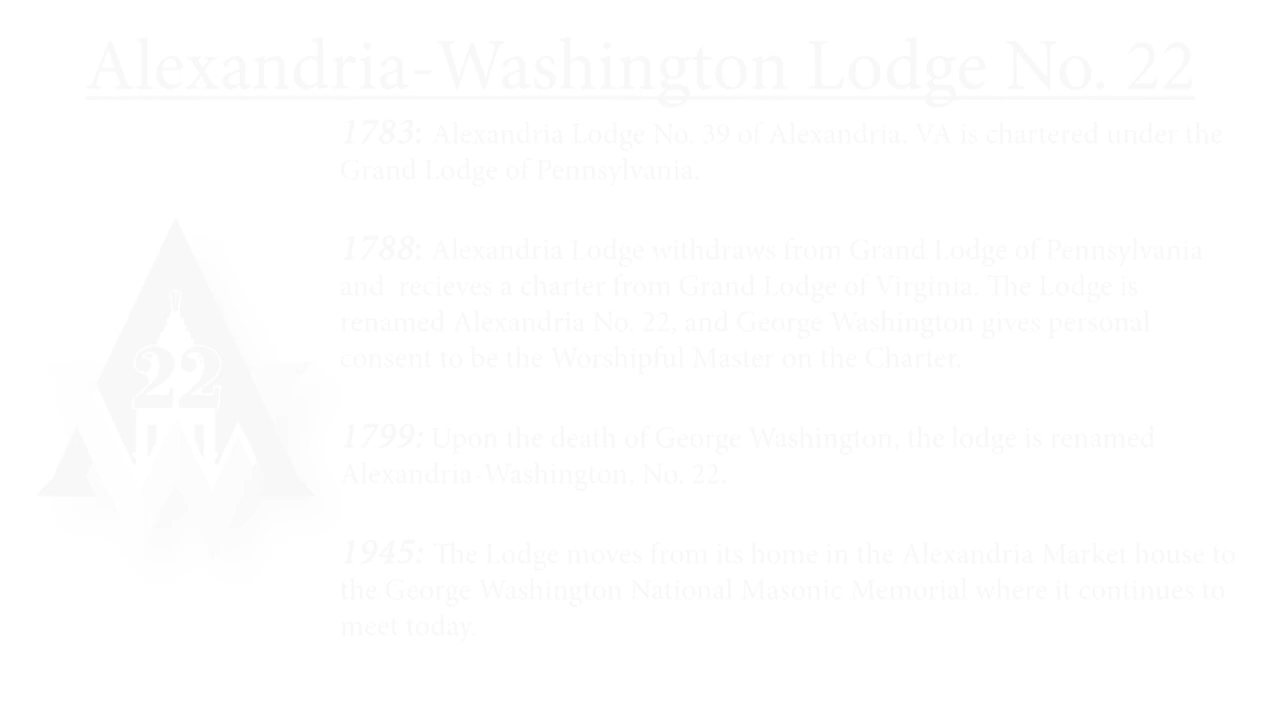 Alexandria-Washington Lodge No. 22
1783: Alexandria Lodge No. 39 of Alexandria, VA is chartered under the
Grand Lodge of Pennsylvania.
1788: Alexandria Lodge withdraws from Grand Lodge of Pennsylvania
and recieves a charter from Grand Lodge of Virginia. The Lodge is
renamed Alexandria No. 22, and George Washington gives personal
consent to be the Worshipful Master on the Charter.
22
1799: Upon the death of George Washington, the lodge is renamed
Alexandria-Washington, No. 22.
1945: The Lodge moves from its home in the Alexandria Market house to
the George Washington National Masonic Memorial where it continues to
meet today.